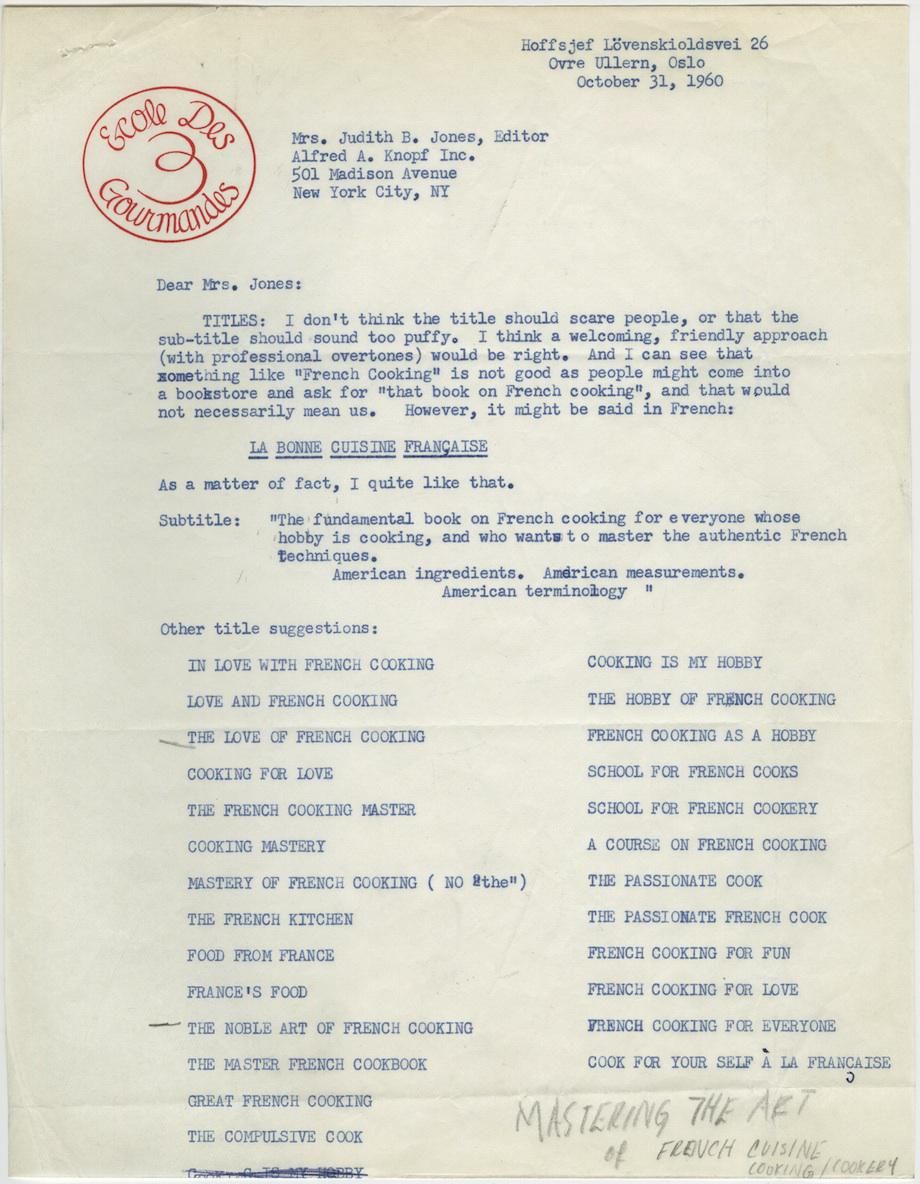 Hoffsjef Lövenskioldsvei 26
Ovre Ullern, Oslo
October 31, 1960
Ecole Des
3
Gourmandes
Mrs. Judith B. Jones, Editor
Alfred A. Knopf Inc.
501 Madison Avenue
New York City, NY
Dear Mrs. Jones:
TITLES: I don't think the title should scare people, or that the
sub-title should sound too puffy. I think a welcoming, friendly approach
(with professional overtones) would be right. And I can see that
something like "French Cooking" is not good as people might come into
a bookstore and ask for "that book on French cooking", and that would
not necessarily mean us. However, it might be said in French:
LA BONNE CUISINE FRANÇAISE
As a matter of fact, I quite like that.
Subtitle: "The fundamental book on French cooking for everyone whose
hobby is cooking, and who wants to master the authentic French
techniques.
American ingredients. American measurements.
American terminology "
Other title suggestions:
IN LOVE WITH FRENCH COOKING
LOVE AND FRENCH COOKING
THE LOVE OF FRENCH COOKING
COOKING FOR LOVE
THE FRENCH COOKING MASTER
COOKING MASTERY
MASTERY OF FRENCH COOKING ( NO "the")
THE FRENCH KITCHEN
FOOD FROM FRANCE
FRANCE'S FOOD
THE NOBLE ART OF FRENCH COOKING
THE MASTER FRENCH COOKBOOK
GREAT FRENCH COOKING
THE COMPULSIVE COOK
COOKING IS MY HOBBY
COOKING IS MY HOBBY
THE HOBBY OF FRENCH COOKING
FRENCH COOKING AS A HOBBY
SCHOOL FOR FRENCH COOKS
SCHOOL FOR FRENCH COOKERY
A COURSE ON FRENCH COOKING
THE PASSIONATE COOK
THE PASSIONATE FRENCH COOK
FRENCH COOKING FOR FUN
FRENCH COOKING FOR LOVE
FRENCH COOKING FOR EVERYONE
COOK FOR YOUR SELF À LA FRANÇAISE
MASTERING THE ART
of FRENCH CUISINE
COOKING/COOKERY